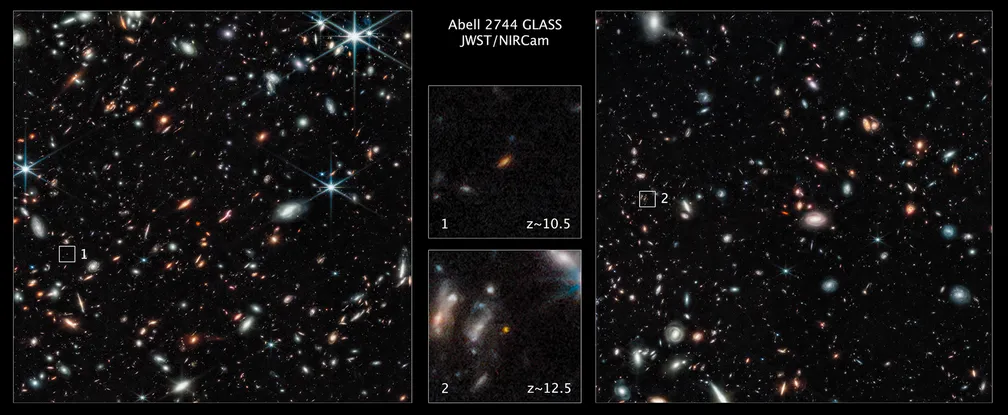 Abell 2744 GLASS
JWST/NIRCam
1
2
1 z~10.5
2 z~12.5